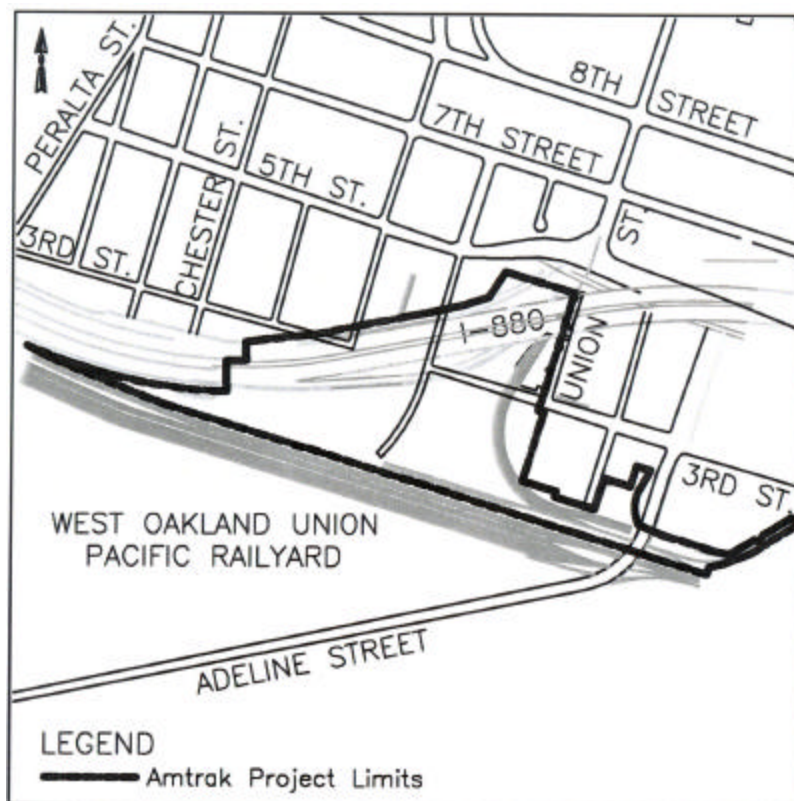 8TH STREET
PERALTA ST.
7TH STREET
CHESTER ST.
5TH ST.
3RD ST.
ST.
I-880
UNION
3RD ST.
WEST OAKLAND UNION
PACIFIC RAILYARD
ADELINE STREET
LEGEND
Amtrak Project Limits